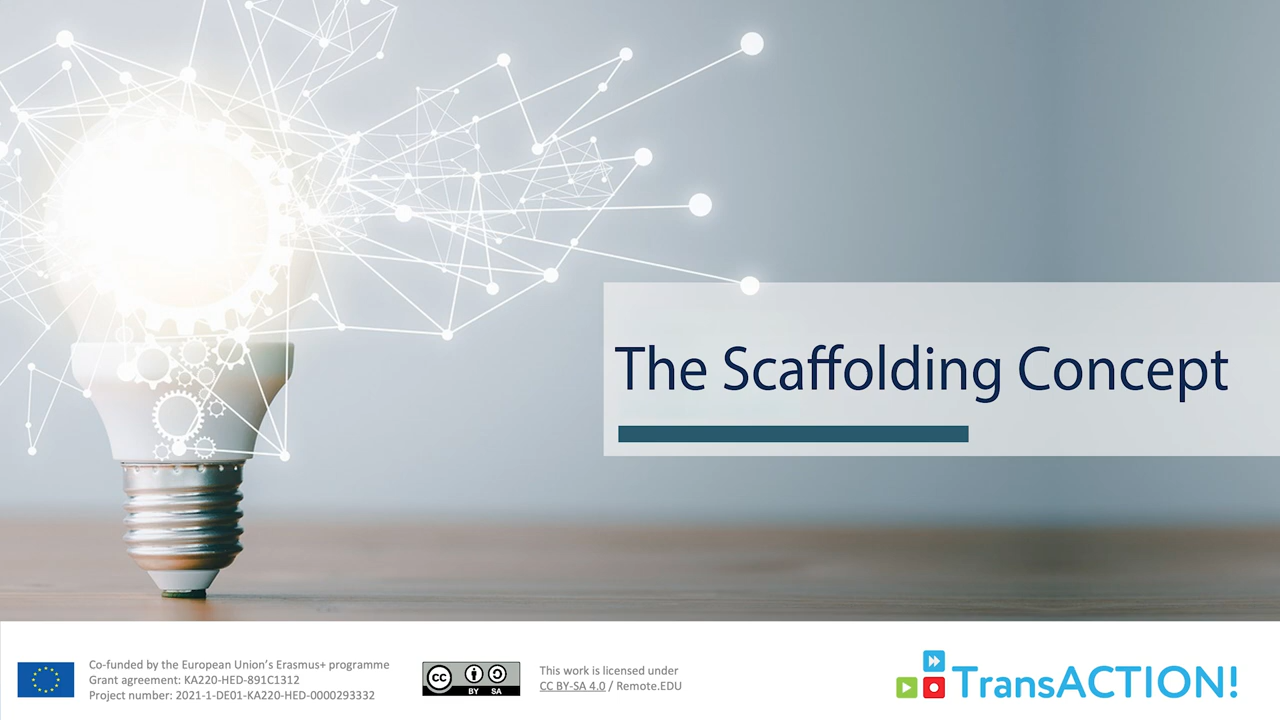 The Scaffolding Concept
Co-funded by the European Union's Erasmus+ programme
Grant agreement: KA220-HED-891C1312
Project number: 2021-1-DE01-KA220-HED-0000293332
CC
BY SA
This work is licensed under
CC BY-SA 4.0 / Remote.EDU
TransACTION!